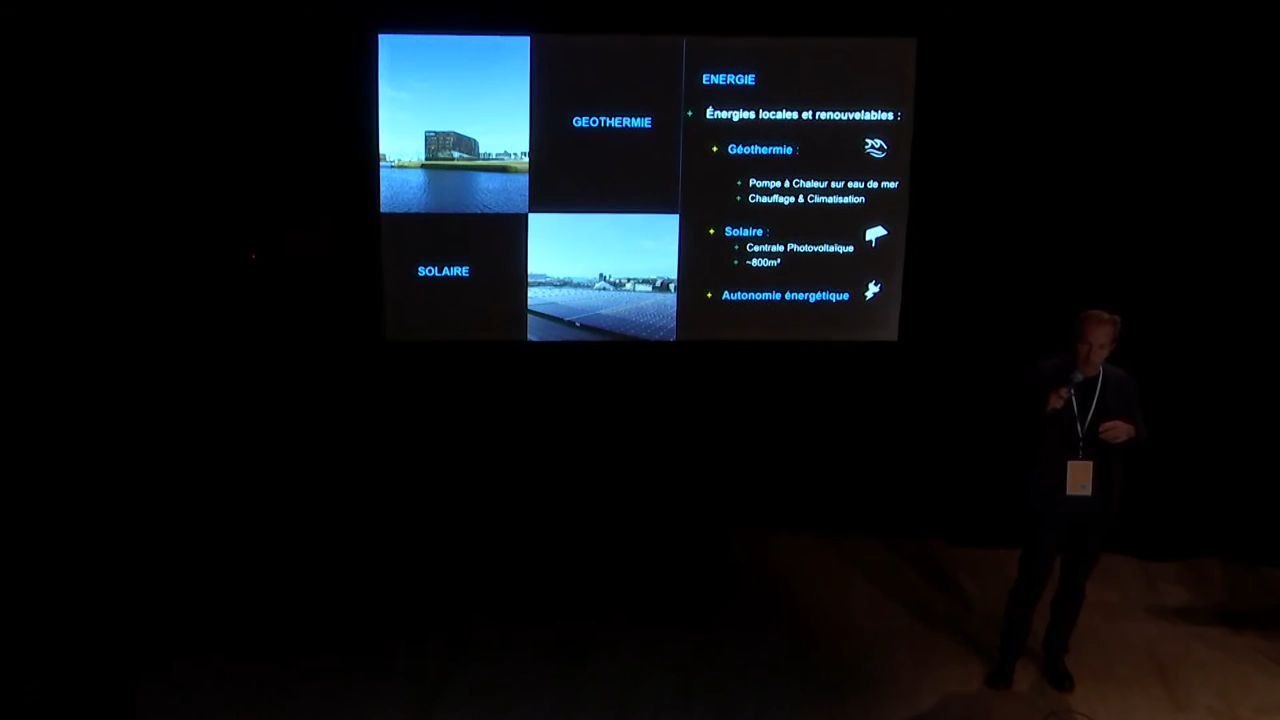 GEOTHERMIE
SOLAIRE
ENERGIE
+ Énergies locales et renouvelables :
+ Géothermie :
+ Pompe à Chaleur sur eau de mer
+ Chauffage & Climatisation
+ Solaire :
+ Centrale Photovoltaïque
+ ~800m²
+ Autonomie énergétique